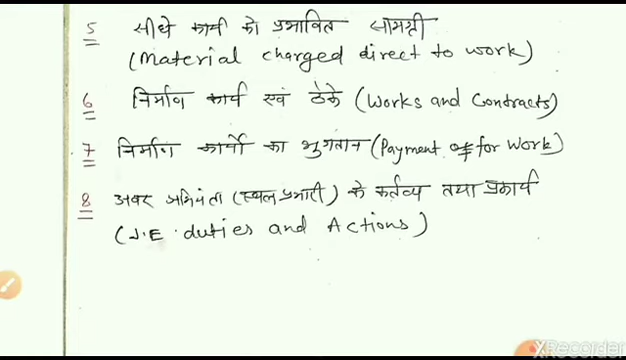 5 सीधे कार्य को प्रभावित सामग्री
(Material charged direct to work)
6 निर्माण कार्य एवं ठेके (Works and Contracts)
7 निर्माण कार्यो का भुगतान (Payment of for Work)
8 अवर अभियंता (स्थल प्रभारी) के कर्तव्य तथा प्रकार्य
(J.E. duties and Actions)
XRecorder